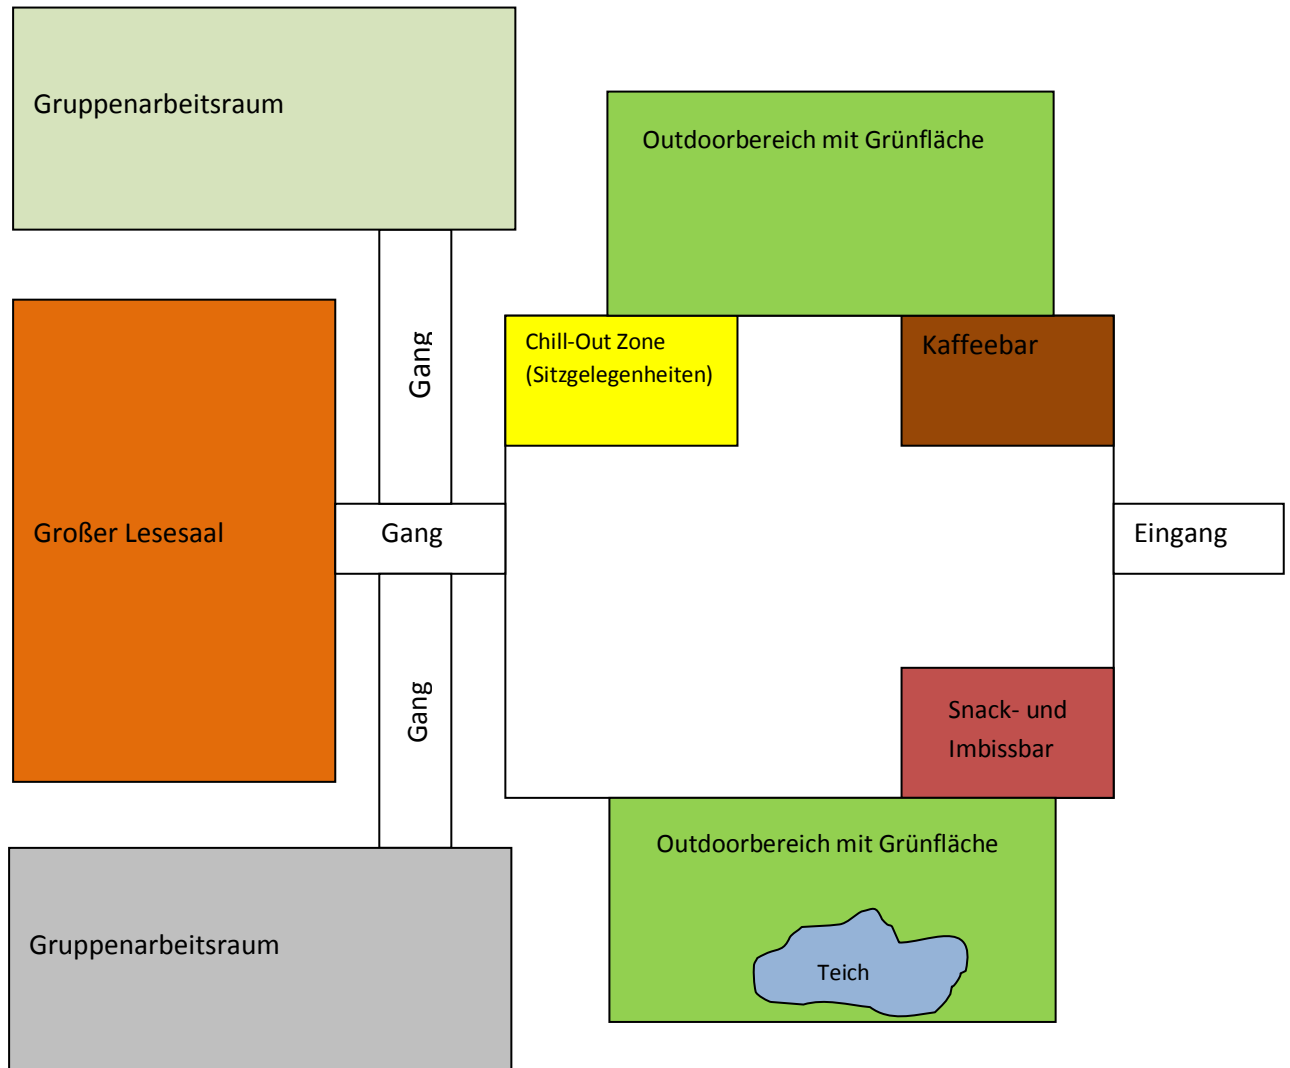 Gruppenarbeitsraum
Outdoorbereich mit Grünfläche
Chill-Out Zone
(Sitzgelegenheiten)
Kaffeebar
Gang
Großer Lesesaal
Gang
Eingang
Gang
Snack- und
Imbissbar
Outdoorbereich mit Grünfläche
Gruppenarbeitsraum
Teich